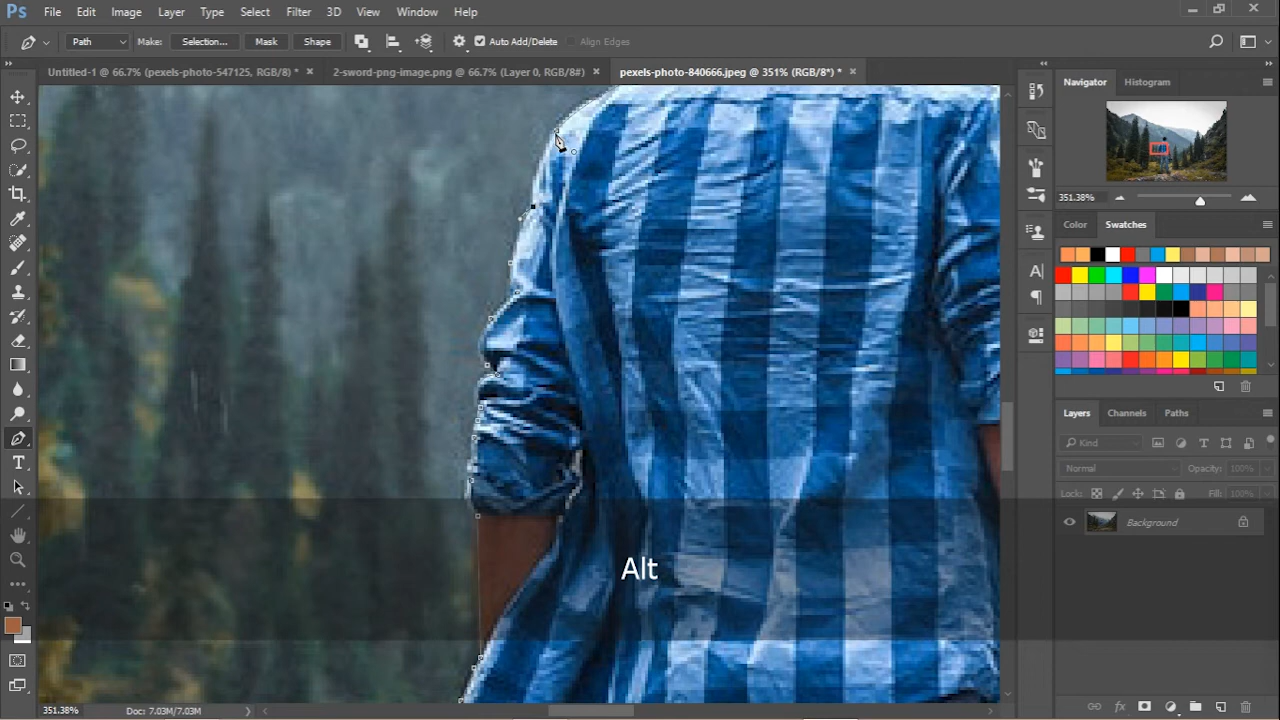 Ps File Edit Image Layer Type Select Filter 3D View Window Help
Path Make: Selection... Mask Shape Auto Add/Delete Align Edges
Untitled-1 @ 66.7% (pexels-photo-547125, RGB/8) * × 2-sword-png-image.png @ 66.7% (Layer 0, RGB/8#) × pexels-photo-840666.jpeg @ 351% (RGB/8*) * ×
Navigator Histogram
351.38%
Color Swatches
Layers Channels Paths
Kind
Normal Opacity: 100%
Lock: Fill: 100%
Background
Alt
351.38% Doc: 7.03M/7.03M